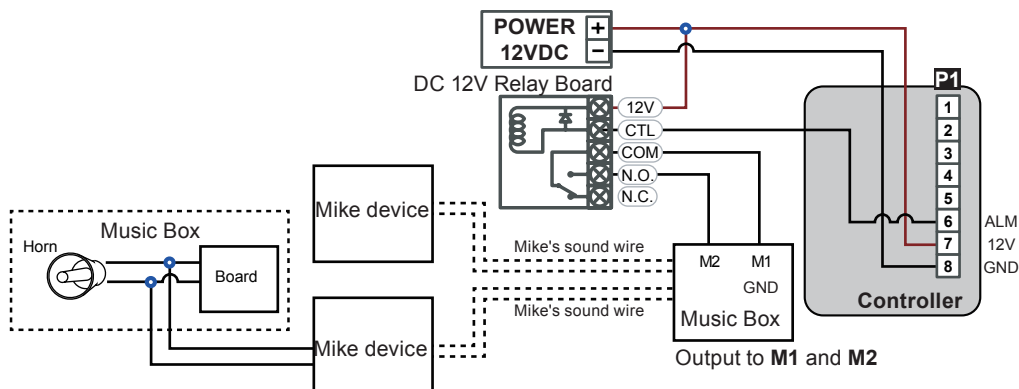 POWER +
12VDC −
DC 12V Relay Board
12V
CTL
COM
N.O.
N.C.
P1
1
2
3
4
5
6
7
8
ALM
12V
GND
Controller
Mike device
Mike's sound wire
Music Box
Horn
Board
Mike device
Mike's sound wire
M2 M1
GND
Music Box
Output to M1 and M2